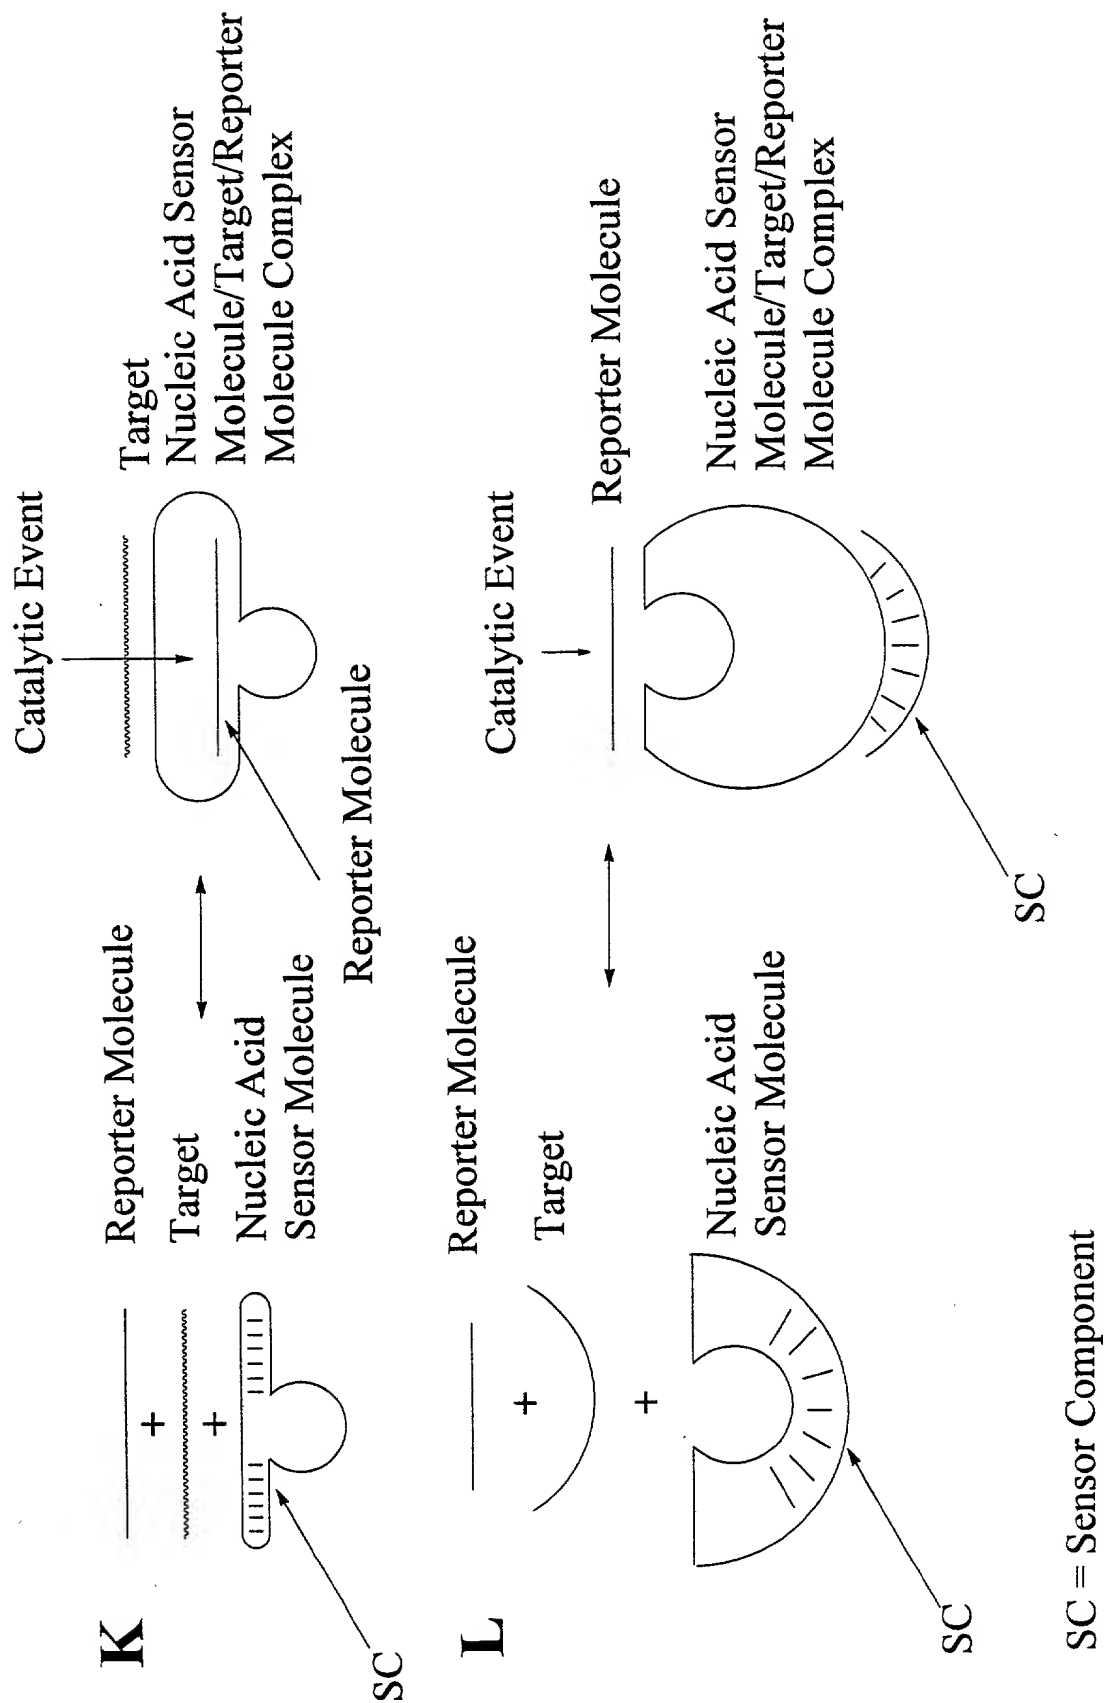 K
Reporter Molecule
+
Target
+
Nucleic Acid
Sensor Molecule
SC
Catalytic Event
Target
Nucleic Acid Sensor
Molecule/Target/Reporter
Molecule Complex
Reporter Molecule
L
Reporter Molecule
+
Target
+
Nucleic Acid
Sensor Molecule
SC
Catalytic Event
Reporter Molecule
Nucleic Acid Sensor
Molecule/Target/Reporter
Molecule Complex
SC
SC = Sensor Component